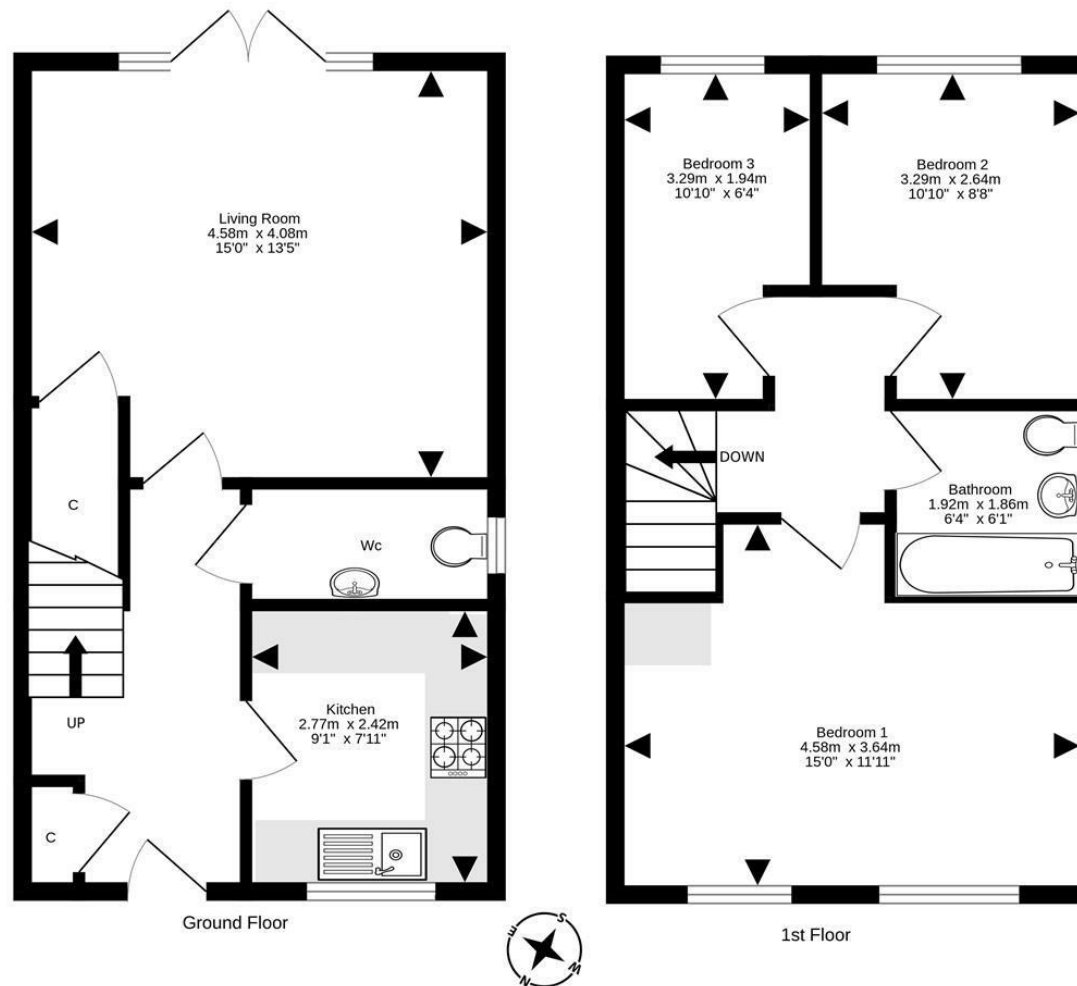 Living Room
4.58m x 4.08m
15'0" x 13'5"
C
Wc
UP
Kitchen
2.77m x 2.42m
9'1" x 7'11"
C
Ground Floor
Bedroom 3
3.29m x 1.94m
10'10" x 6'4"
Bedroom 2
3.29m x 2.64m
10'10" x 8'8"
DOWN
Bathroom
1.92m x 1.86m
6'4" x 6'1"
Bedroom 1
4.58m x 3.64m
15'0" x 11'11"
1st Floor
S
E
W
N